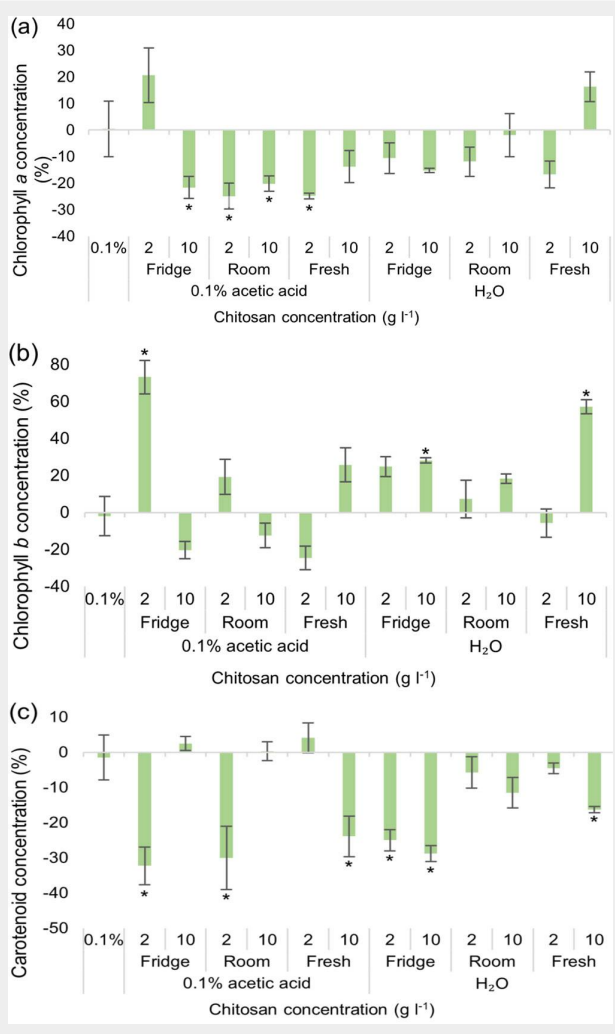 (a)
Chlorophyll a concentration
(%)
40
30
20
10
0
-10
-20
-30
-40
* * * *
0.1% 2 10 2 10 2 10 2 10 2 10 2 10
Fridge Room Fresh Fridge Room Fresh
0.1% acetic acid H₂O
Chitosan concentration (g l⁻¹)
(b)
Chlorophyll b concentration (%)
80
60
40
20
0
-20
-40
* * *
0.1% 2 10 2 10 2 10 2 10 2 10 2 10
Fridge Room Fresh Fridge Room Fresh
0.1% acetic acid H₂O
Chitosan concentration (g l⁻¹)
(c)
Carotenoid concentration (%)
10
0
-10
-20
-30
-40
-50
* * * * * *
0.1% 2 10 2 10 2 10 2 10 2 10 2 10
Fridge Room Fresh Fridge Room Fresh
0.1% acetic acid H₂O
Chitosan concentration (g l⁻¹)